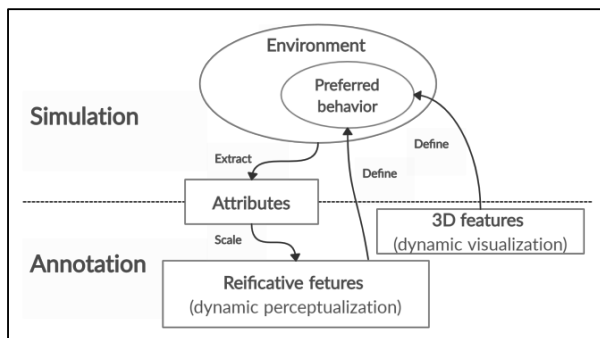 Environment
Preferred
behavior
Simulation
Define
Extract
Define
Attributes
3D features
(dynamic visualization)
Scale
Annotation
Reificative fetures
(dynamic perceptualization)